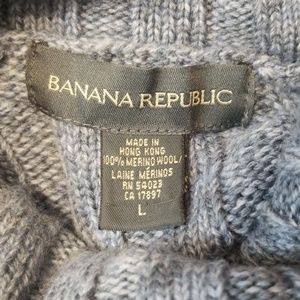 BANANA REPUBLIC
MADE IN
HONG KONG
100% MERINO WOOL/
LAINE MÉRINOS
RN 54023
CA 17897
L